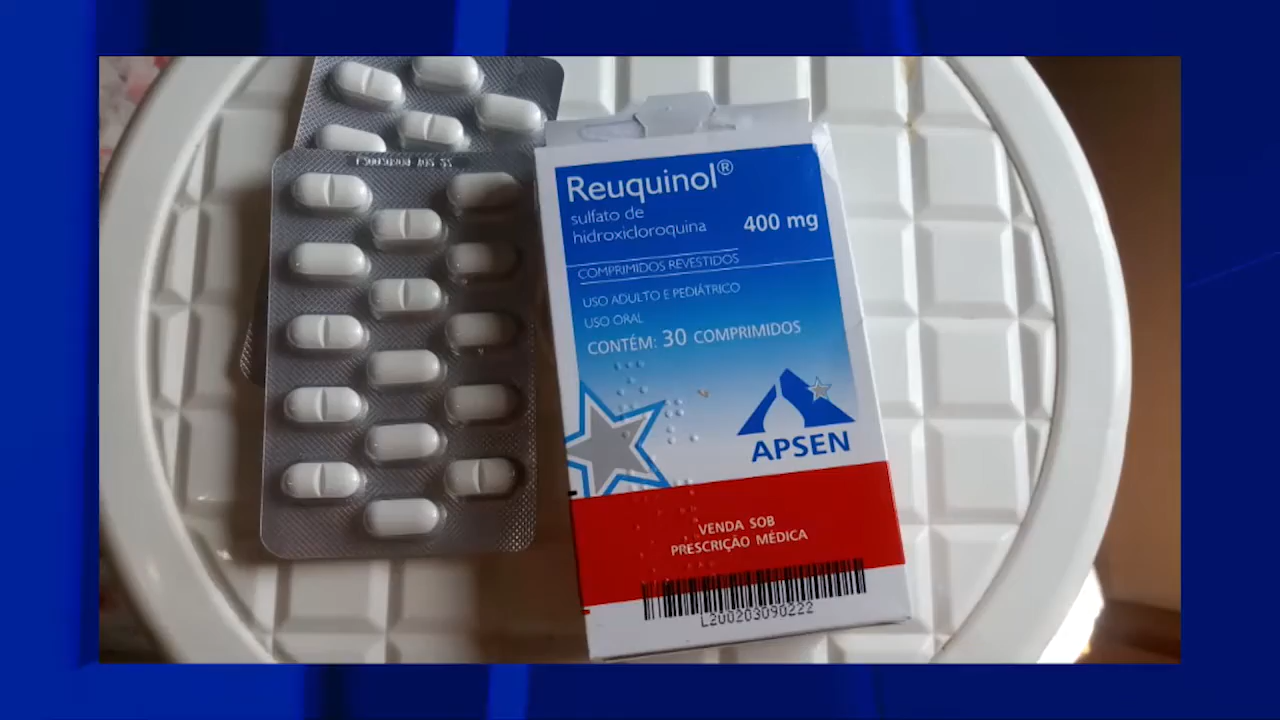 Reuquinol®
sulfato de
hidroxicloroquina
400 mg
COMPRIMIDOS REVESTIDOS
USO ADULTO E PEDIÁTRICO
USO ORAL
CONTÉM: 30 COMPRIMIDOS
APSEN
VENDA SOB
PRESCRIÇÃO MÉDICA
L200203090222